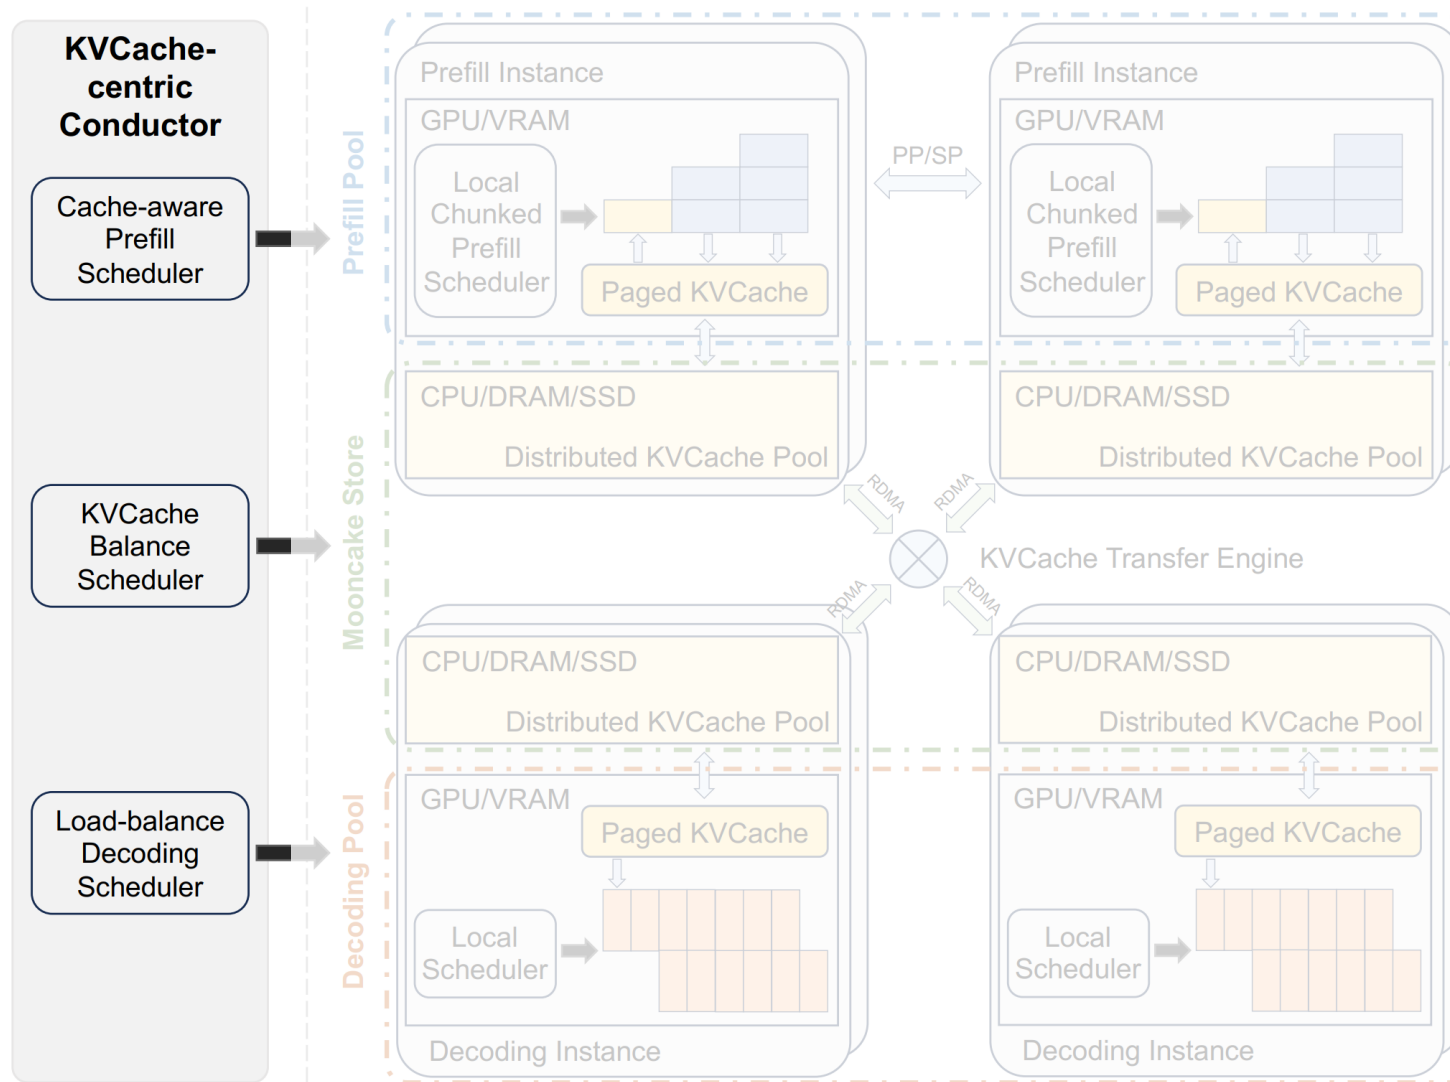 KVCache-
centric
Conductor
Cache-aware
Prefill
Scheduler
KVCache
Balance
Scheduler
Load-balance
Decoding
Scheduler
Prefill Pool
Mooncake Store
Decoding Pool
Prefill Instance
GPU/VRAM
Local
Chunked
Prefill
Scheduler
Paged KVCache
CPU/DRAM/SSD
Distributed KVCache Pool
PP/SP
Prefill Instance
GPU/VRAM
Local
Chunked
Prefill
Scheduler
Paged KVCache
CPU/DRAM/SSD
Distributed KVCache Pool
RDMA
RDMA
KVCache Transfer Engine
RDMA
RDMA
CPU/DRAM/SSD
Distributed KVCache Pool
GPU/VRAM
Paged KVCache
Local
Scheduler
Decoding Instance
CPU/DRAM/SSD
Distributed KVCache Pool
GPU/VRAM
Paged KVCache
Local
Scheduler
Decoding Instance